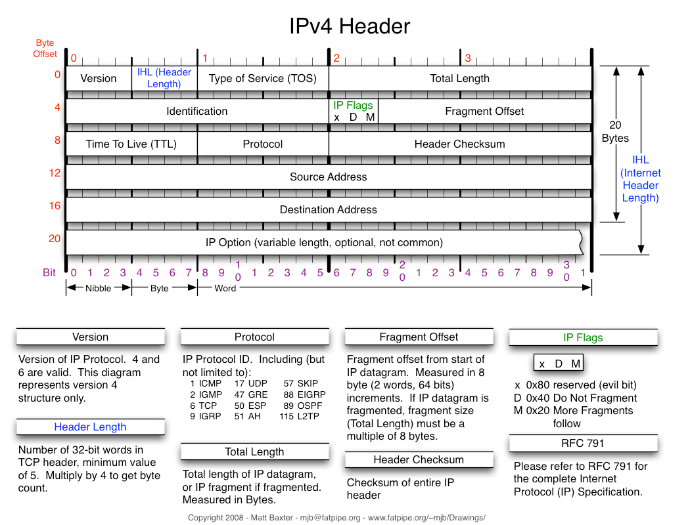 IPv4 Header
Byte
Offset
0 1 2 3
0 Version IHL (Header Length) Type of Service (TOS) Total Length
4 Identification IP Flags x D M Fragment Offset
8 Time To Live (TTL) Protocol Header Checksum
12 Source Address
16 Destination Address
20 IP Option (variable length, optional, not common)
20
Bytes
IHL
(Internet
Header
Length)
Bit 0 1 2 3 4 5 6 7 8 9 10 1 2 3 4 5 6 7 8 9 20 1 2 3 4 5 6 7 8 9 30 1
Nibble Byte Word
Version
Version of IP Protocol. 4 and
6 are valid. This diagram
represents version 4
structure only.
Header Length
Number of 32-bit words in
TCP header, minimum value
of 5. Multiply by 4 to get byte
count.
Protocol
IP Protocol ID. Including (but
not limited to):
1 ICMP 17 UDP 57 SKIP
2 IGMP 47 GRE 88 EIGRP
6 TCP 50 ESP 89 OSPF
9 IGRP 51 AH 115 L2TP
Total Length
Total length of IP datagram,
or IP fragment if fragmented.
Measured in Bytes.
Fragment Offset
Fragment offset from start of
IP datagram. Measured in 8
byte (2 words, 64 bits)
increments. If IP datagram is
fragmented, fragment size
(Total Length) must be a
multiple of 8 bytes.
Header Checksum
Checksum of entire IP
header
IP Flags
x D M
x 0x80 reserved (evil bit)
D 0x40 Do Not Fragment
M 0x20 More Fragments
follow
RFC 791
Please refer to RFC 791 for
the complete Internet
Protocol (IP) Specification.
Copyright 2008 - Matt Baxter - mjb@fatpipe.org - www.fatpipe.org/~mjb/Drawings/